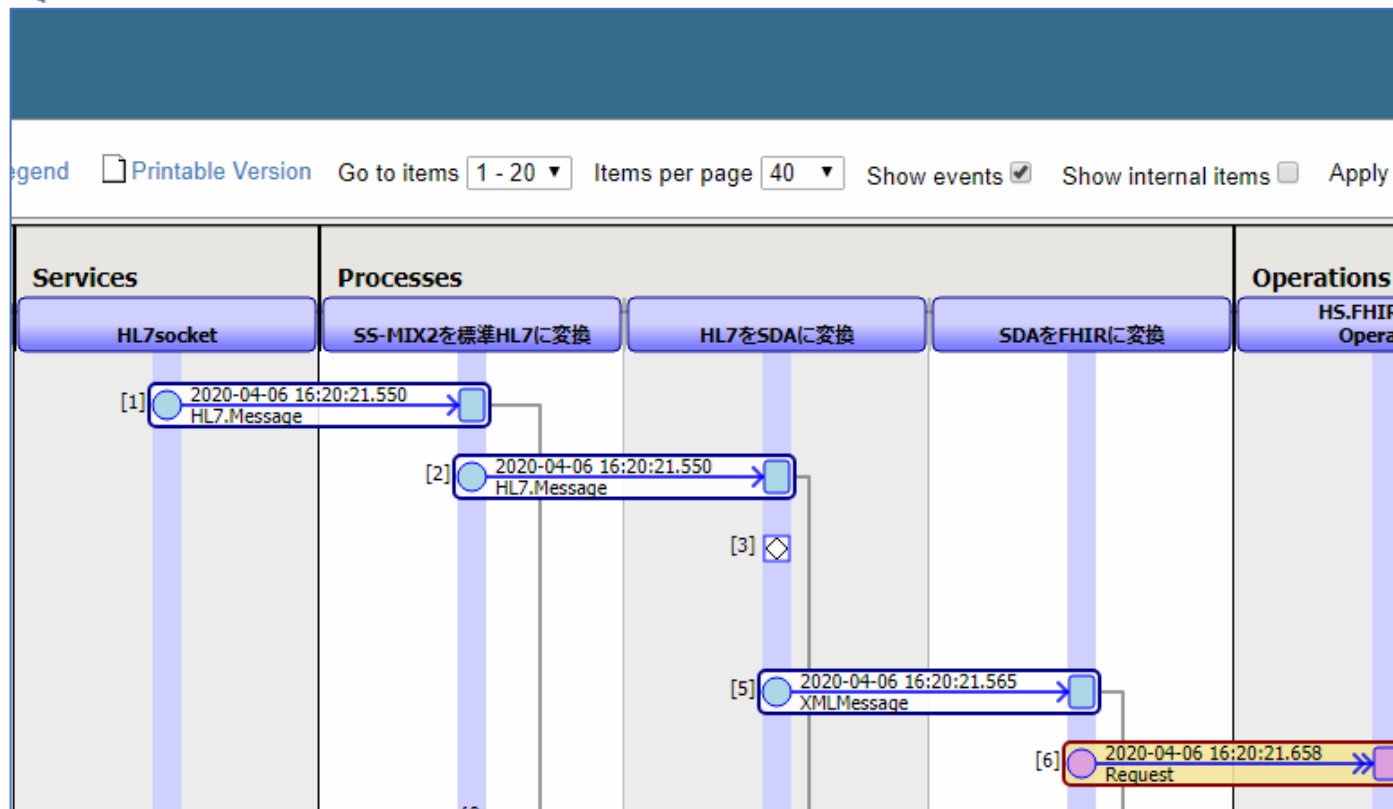 Printable Version Go to items 1 - 20 Items per page 40 Show events Show internal items Apply
Services Processes Operations
HL7socket SS-MIX2を標準HL7に変換 HL7をSDAに変換 SDAをFHIRに変換
[1] 2020-04-06 16:20:21.550
HL7.Message
[2] 2020-04-06 16:20:21.550
HL7.Message
[3]
[5] 2020-04-06 16:20:21.565
XMLMessage
[6] 2020-04-06 16:20:21.658
Request